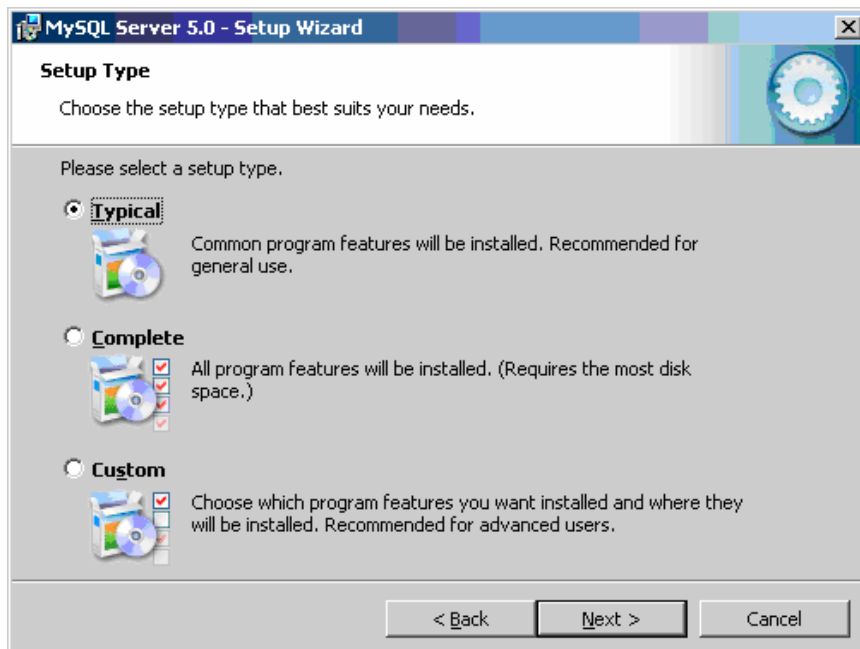 MySQL Server 5.0 - Setup Wizard
Setup Type
Choose the setup type that best suits your needs.
Please select a setup type.
Typical
Common program features will be installed. Recommended for
general use.
Complete
All program features will be installed. (Requires the most disk
space.)
Custom
Choose which program features you want installed and where they
will be installed. Recommended for advanced users.
< Back
Next >
Cancel